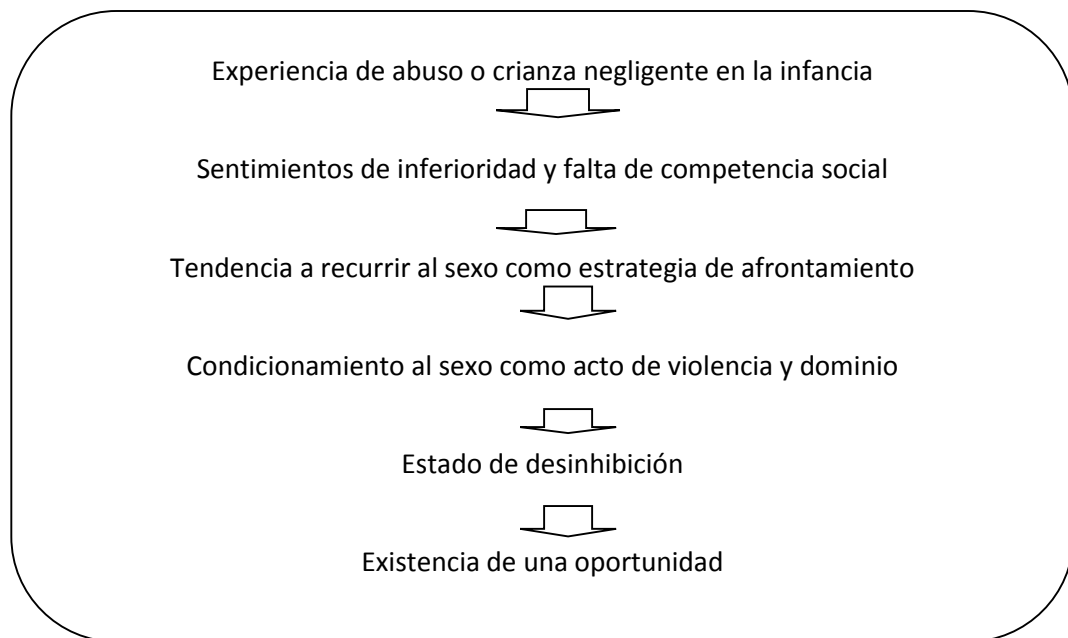 Experiencia de abuso o crianza negligente en la infancia
Sentimientos de inferioridad y falta de competencia social
Tendencia a recurrir al sexo como estrategia de afrontamiento
Condicionamiento al sexo como acto de violencia y dominio
Estado de desinhibición
Existencia de una oportunidad